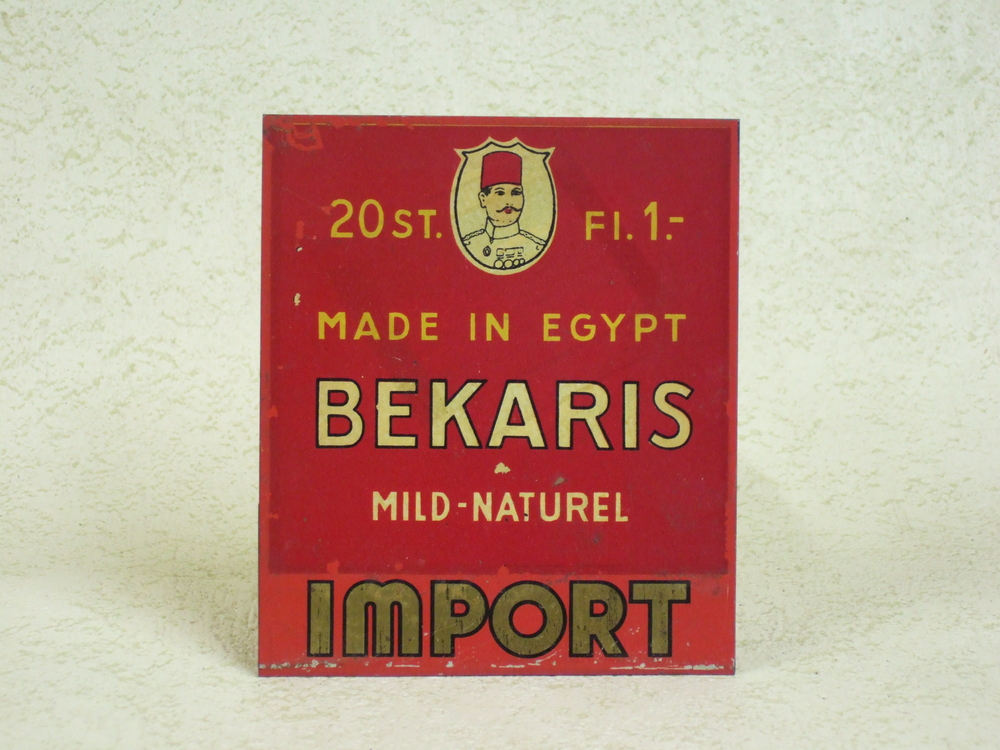 20 ST. Fl. 1.-
MADE IN EGYPT
BEKARIS
MILD-NATUREL
IMPORT